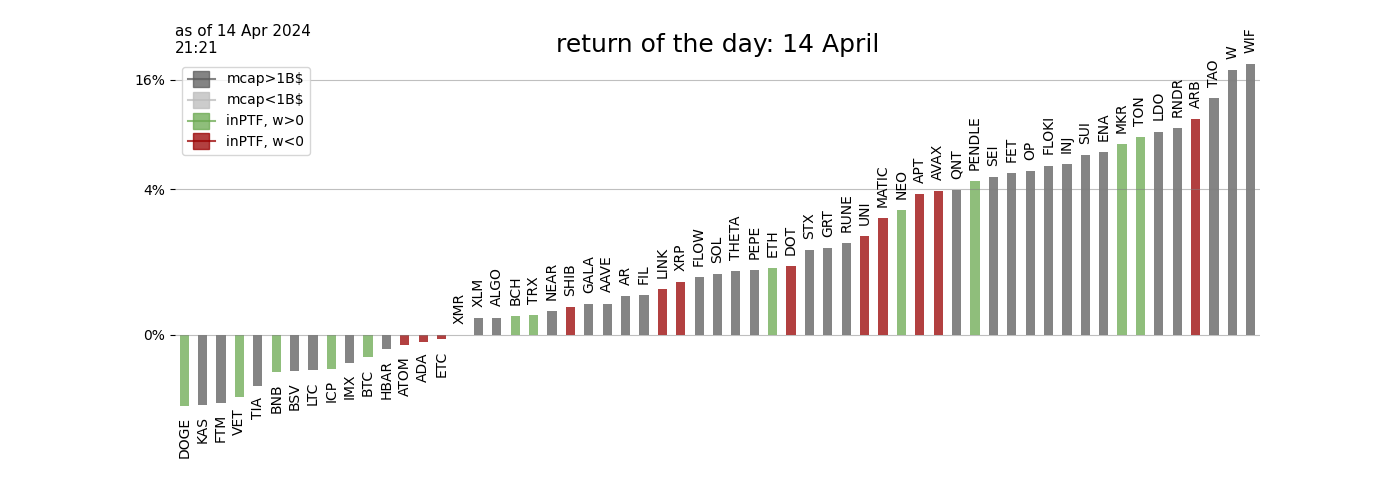 as of 14 Apr 2024
21:21
return of the day: 14 April
mcap>1B$
mcap<1B$
inPTF, w>0
inPTF, w<0
16%
4%
0%
DOGE
KAS
FTM
VET
TIA
BNB
BSV
LTC
ICP
IMX
BTC
HBAR
ATOM
ADA
ETC
XMR
XLM
ALGO
BCH
TRX
NEAR
SHIB
GALA
AAVE
AR
FIL
LINK
XRP
FLOW
SOL
THETA
PEPE
ETH
DOT
STX
GRT
RUNE
UNI
MATIC
NEO
APT
AVAX
QNT
PENDLE
SEI
FET
OP
FLOKI
INJ
SUI
ENA
MKR
TON
LDO
RNDR
ARB
TAO
W
WIF